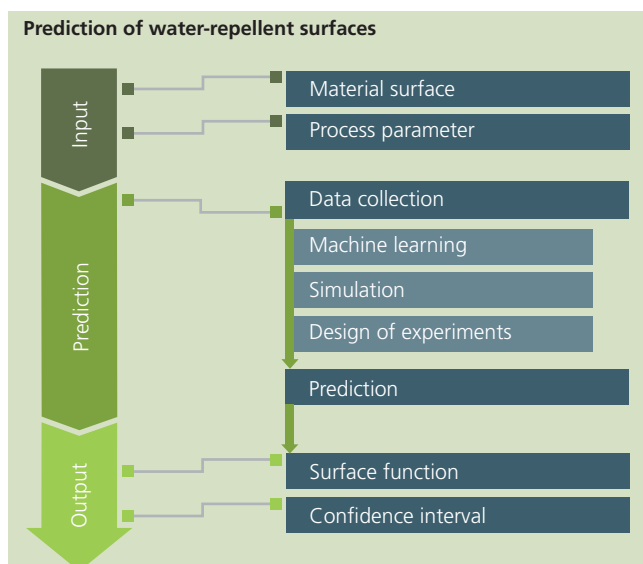 Prediction of water-repellent surfaces
Input
Material surface
Process parameter
Prediction
Data collection
Machine learning
Simulation
Design of experiments
Prediction
Output
Surface function
Confidence interval